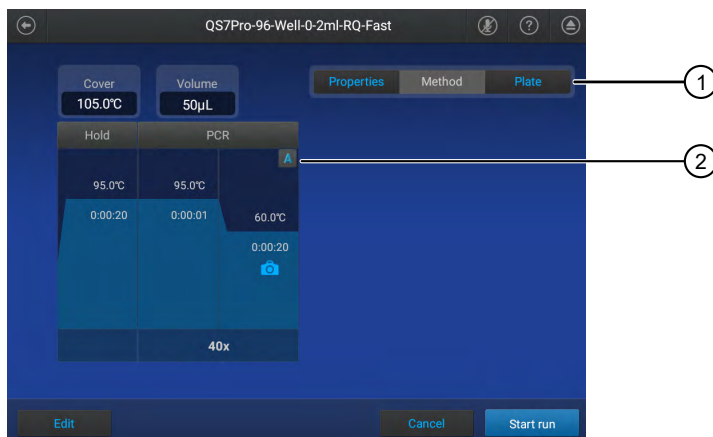 QS7Pro-96-Well-0-2ml-RQ-Fast
?
Cover
105.0°C
Volume
50µL
Properties Method Plate
1
Hold PCR
A
2
95.0°C 95.0°C
0:00:20 0:00:01 60.0°C
0:00:20
40x
Edit Cancel Start run